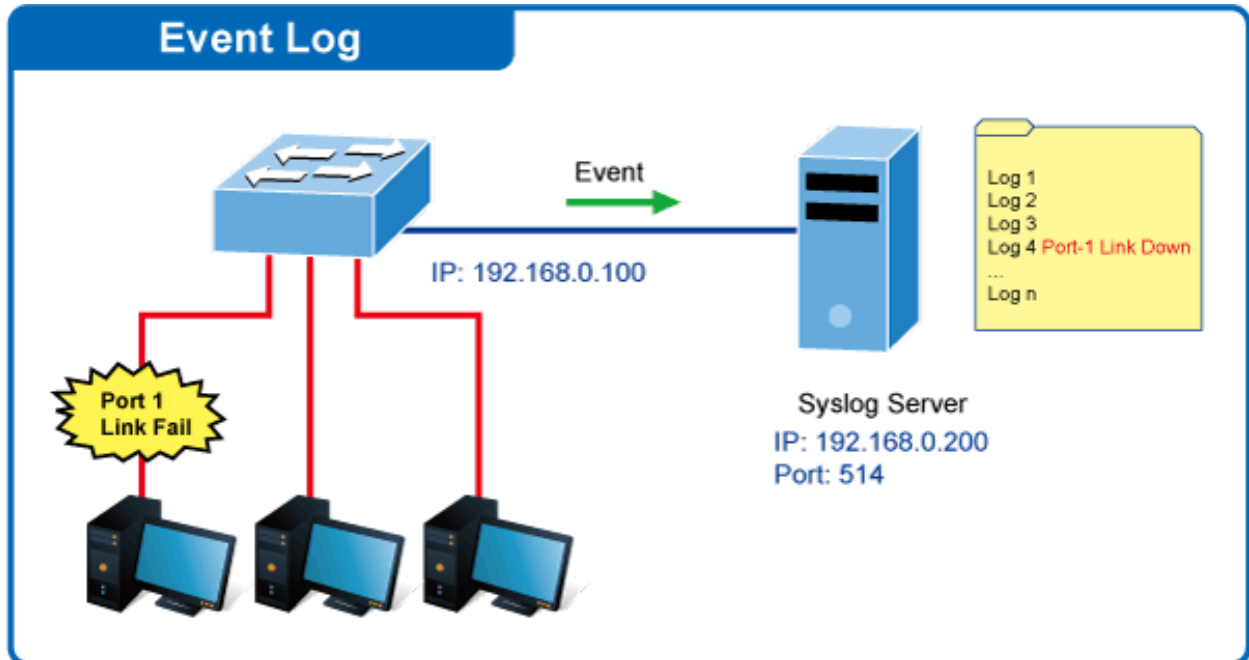 Event Log
Event
IP: 192.168.0.100
Port 1
Link Fail
Syslog Server
IP: 192.168.0.200
Port: 514
Log 1
Log 2
Log 3
Log 4 Port-1 Link Down
...
Log n